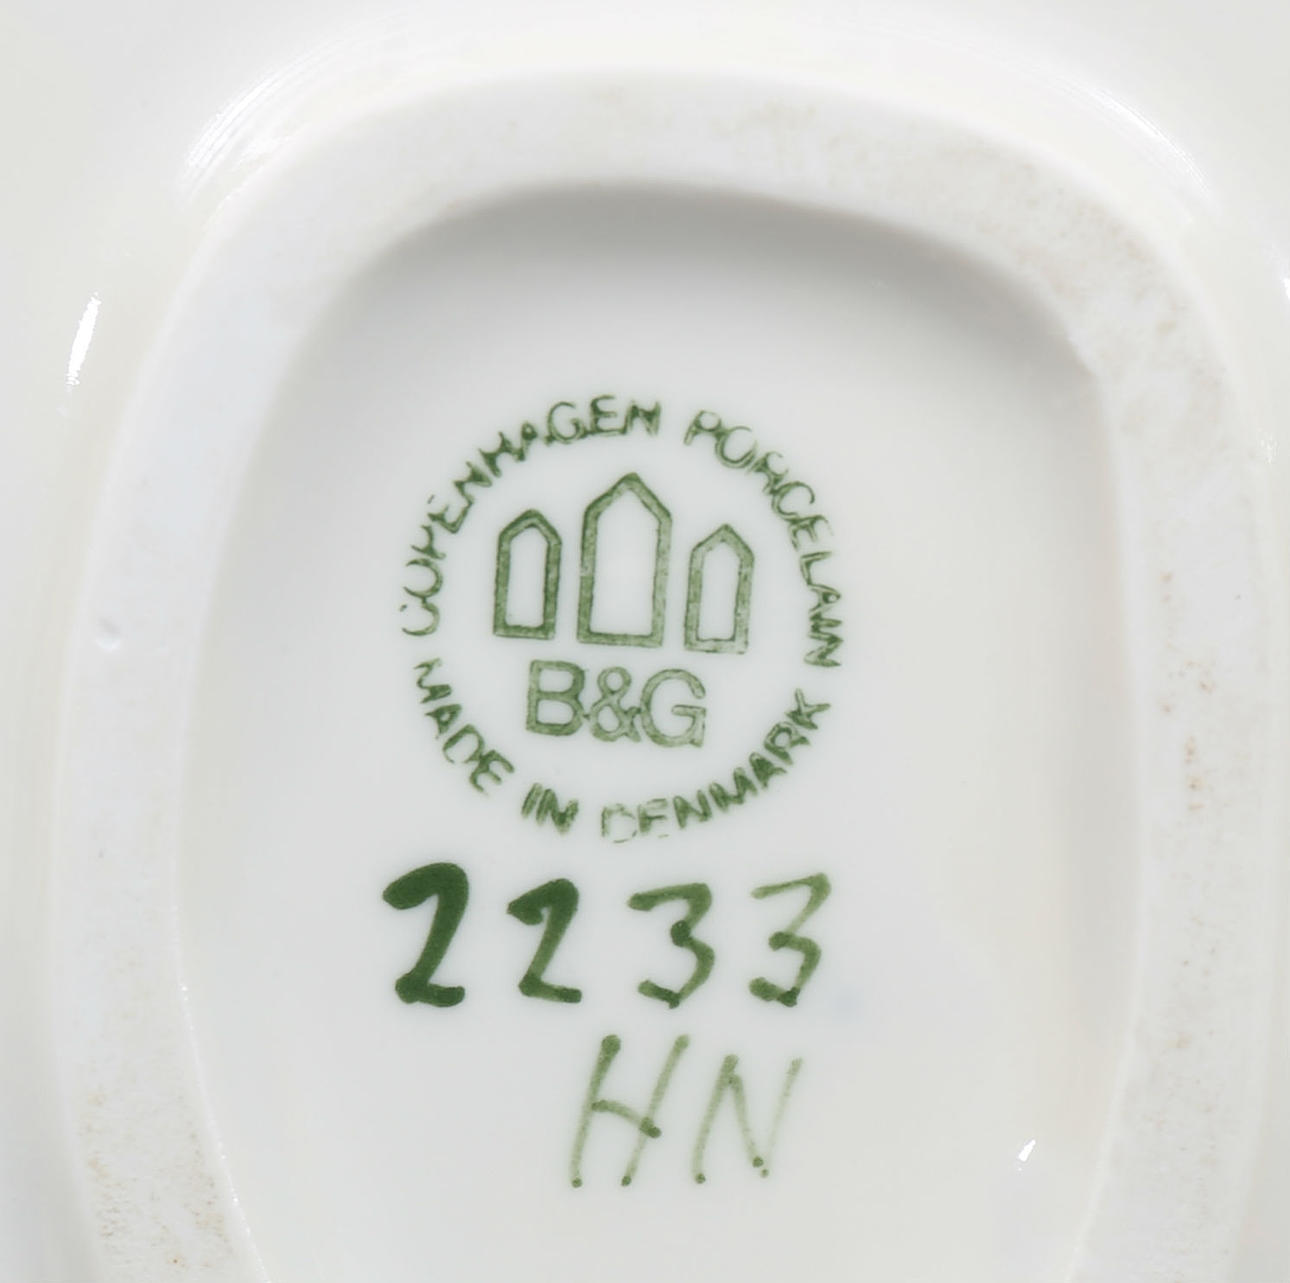 COPENHAGEN PORCELAIN
B&G
MADE IN DENMARK
2233
HN